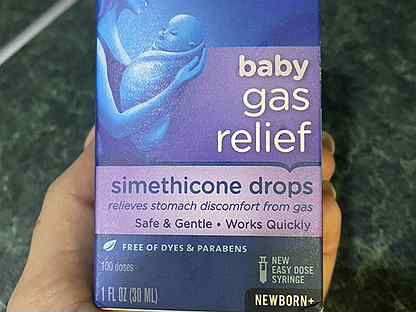 baby
gas
relief
simethicone drops
relieves stomach discomfort from gas
Safe & Gentle • Works Quickly
FREE OF DYES & PARABENS
100 doses
NEW
EASY DOSE
SYRINGE
1 FL OZ (30 ML)
NEWBORN+